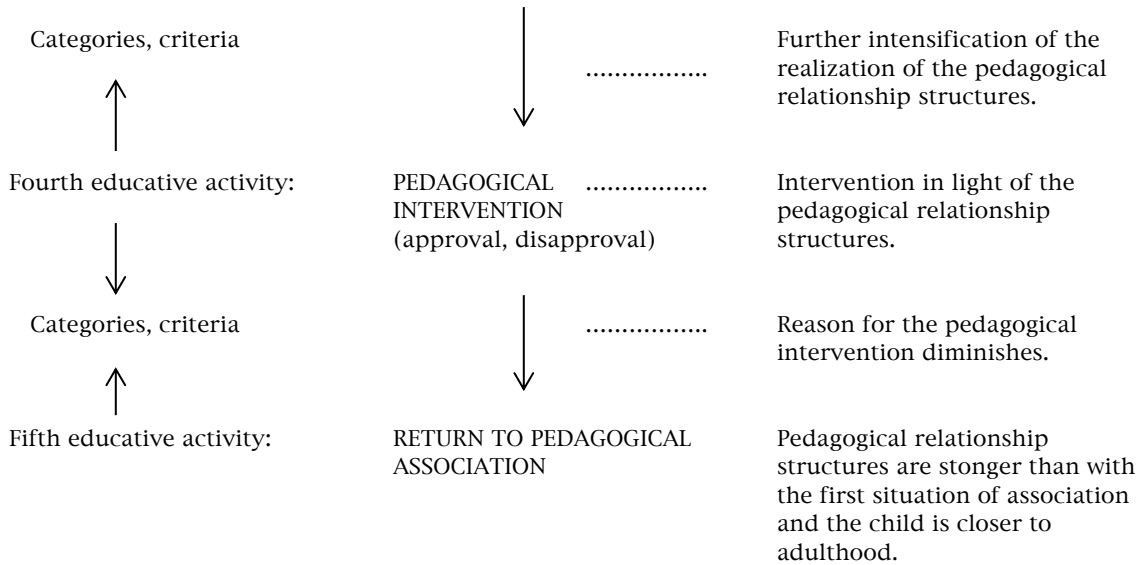 Categories, criteria
.................
Further intensification of the
realization of the pedagogical
relationship structures.
Fourth educative activity:
PEDAGOGICAL
INTERVENTION
(approval, disapproval)
.................
Intervention in light of the
pedagogical relationship
structures.
Categories, criteria
.................
Reason for the pedagogical
intervention diminishes.
Fifth educative activity:
RETURN TO PEDAGOGICAL
ASSOCIATION
Pedagogical relationship
structures are stonger than with
the first situation of association
and the child is closer to
adulthood.